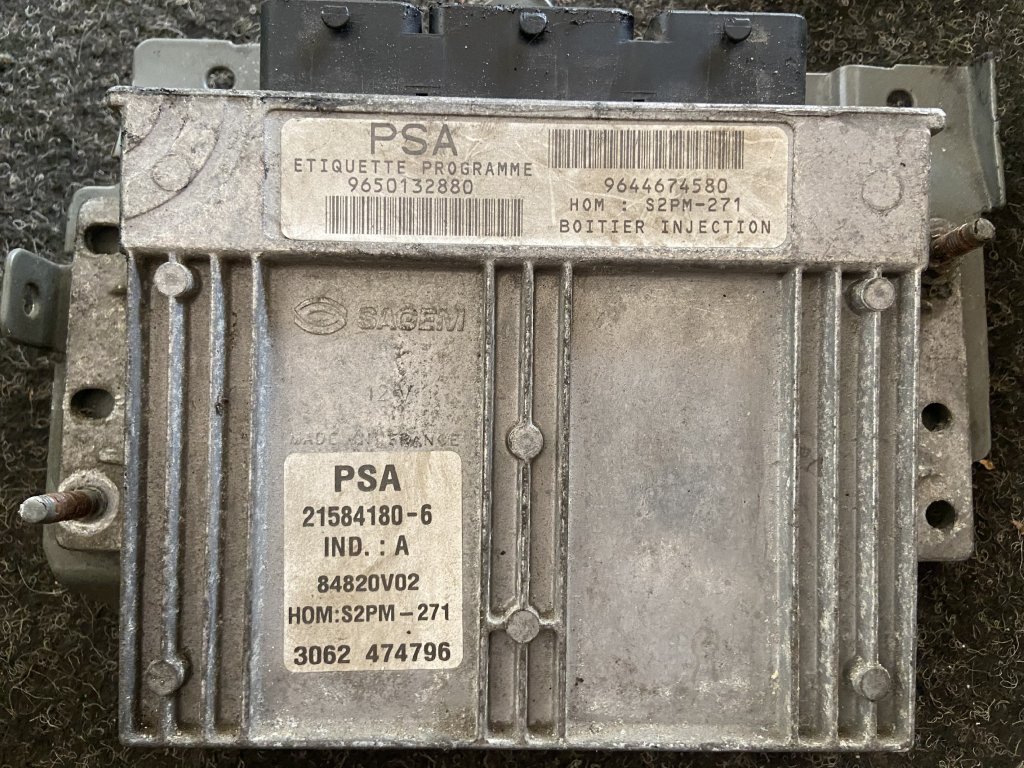 PSA
ETIQUETTE PROGRAMME
9650132880
9644674580
HOM : S2PM-271
BOITIER INJECTION
SAGEM
12V
MADE IN FRANCE
PSA
21584180-6
IND. : A
84820V02
HOM:S2PM-271
3062 474796